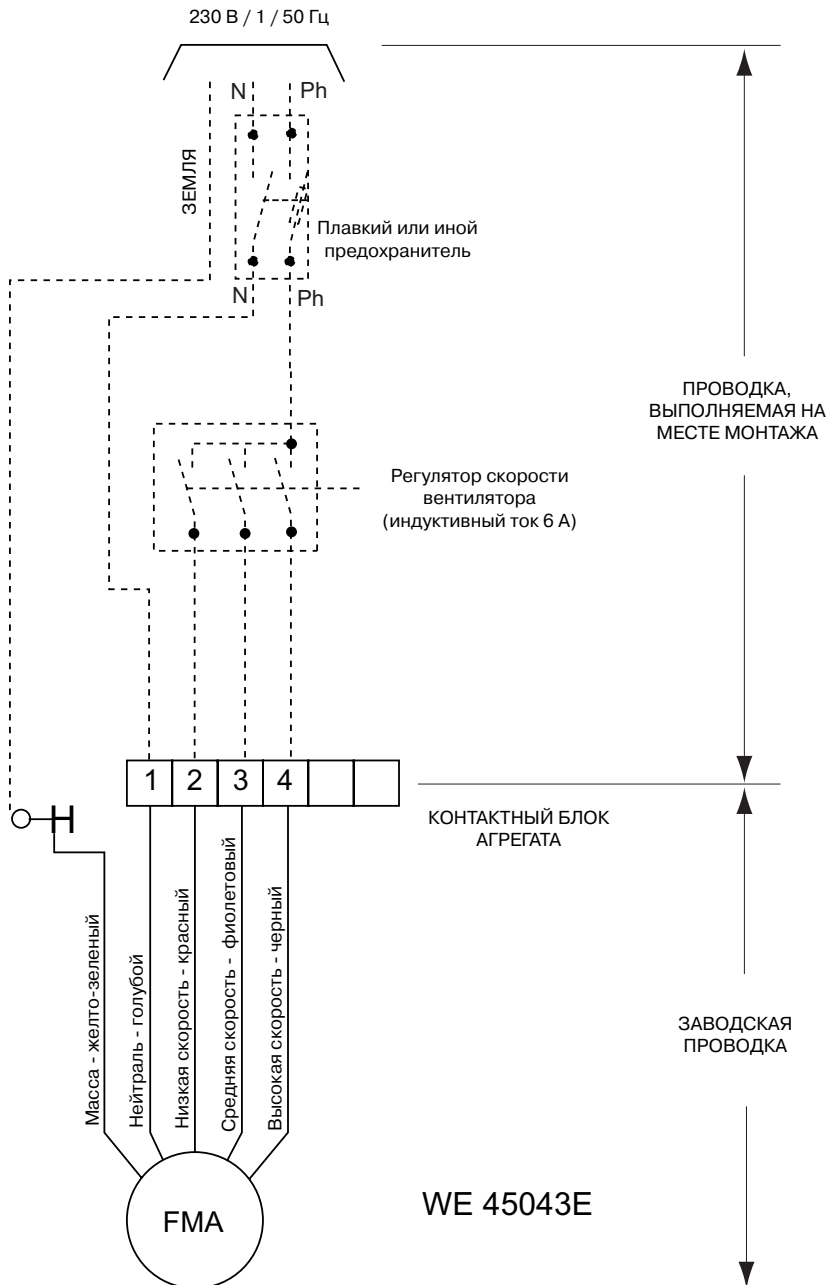 230 В / 1 / 50 Гц
N
Ph
ЗЕМЛЯ
Плавкий или иной
предохранитель
N
Ph
ПРОВОДКА,
ВЫПОЛНЯЕМАЯ НА
МЕСТЕ МОНТАЖА
Регулятор скорости
вентилятора
(индуктивный ток 6 А)
1
2
3
4
КОНТАКТНЫЙ БЛОК
АГРЕГАТА
Масса - желто-зеленый
Нейтраль - голубой
Низкая скорость - красный
Средняя скорость - фиолетовый
Высокая скорость - черный
ЗАВОДСКАЯ
ПРОВОДКА
FMA
WE 45043E